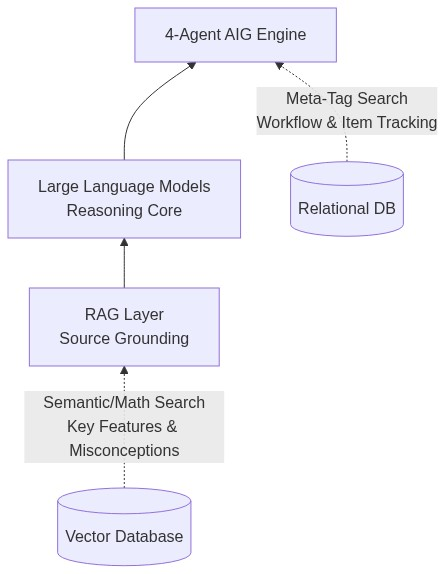 4-Agent AIG Engine
Meta-Tag Search
Workflow & Item Tracking
Large Language Models
Reasoning Core
Relational DB
RAG Layer
Source Grounding
Semantic/Math Search
Key Features &
Misconceptions
Vector Database